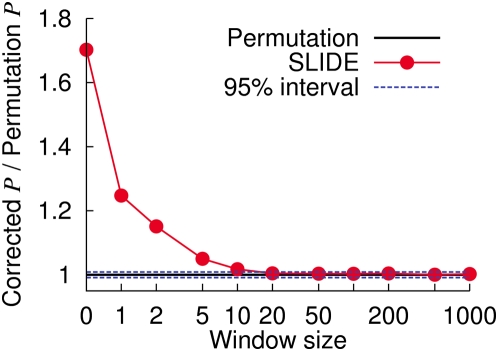 Corrected P / Permutation P
1.8
1.6
1.4
1.2
1
Permutation
SLIDE
95% interval
0 1 2 5 10 20 50 200 1000
Window size